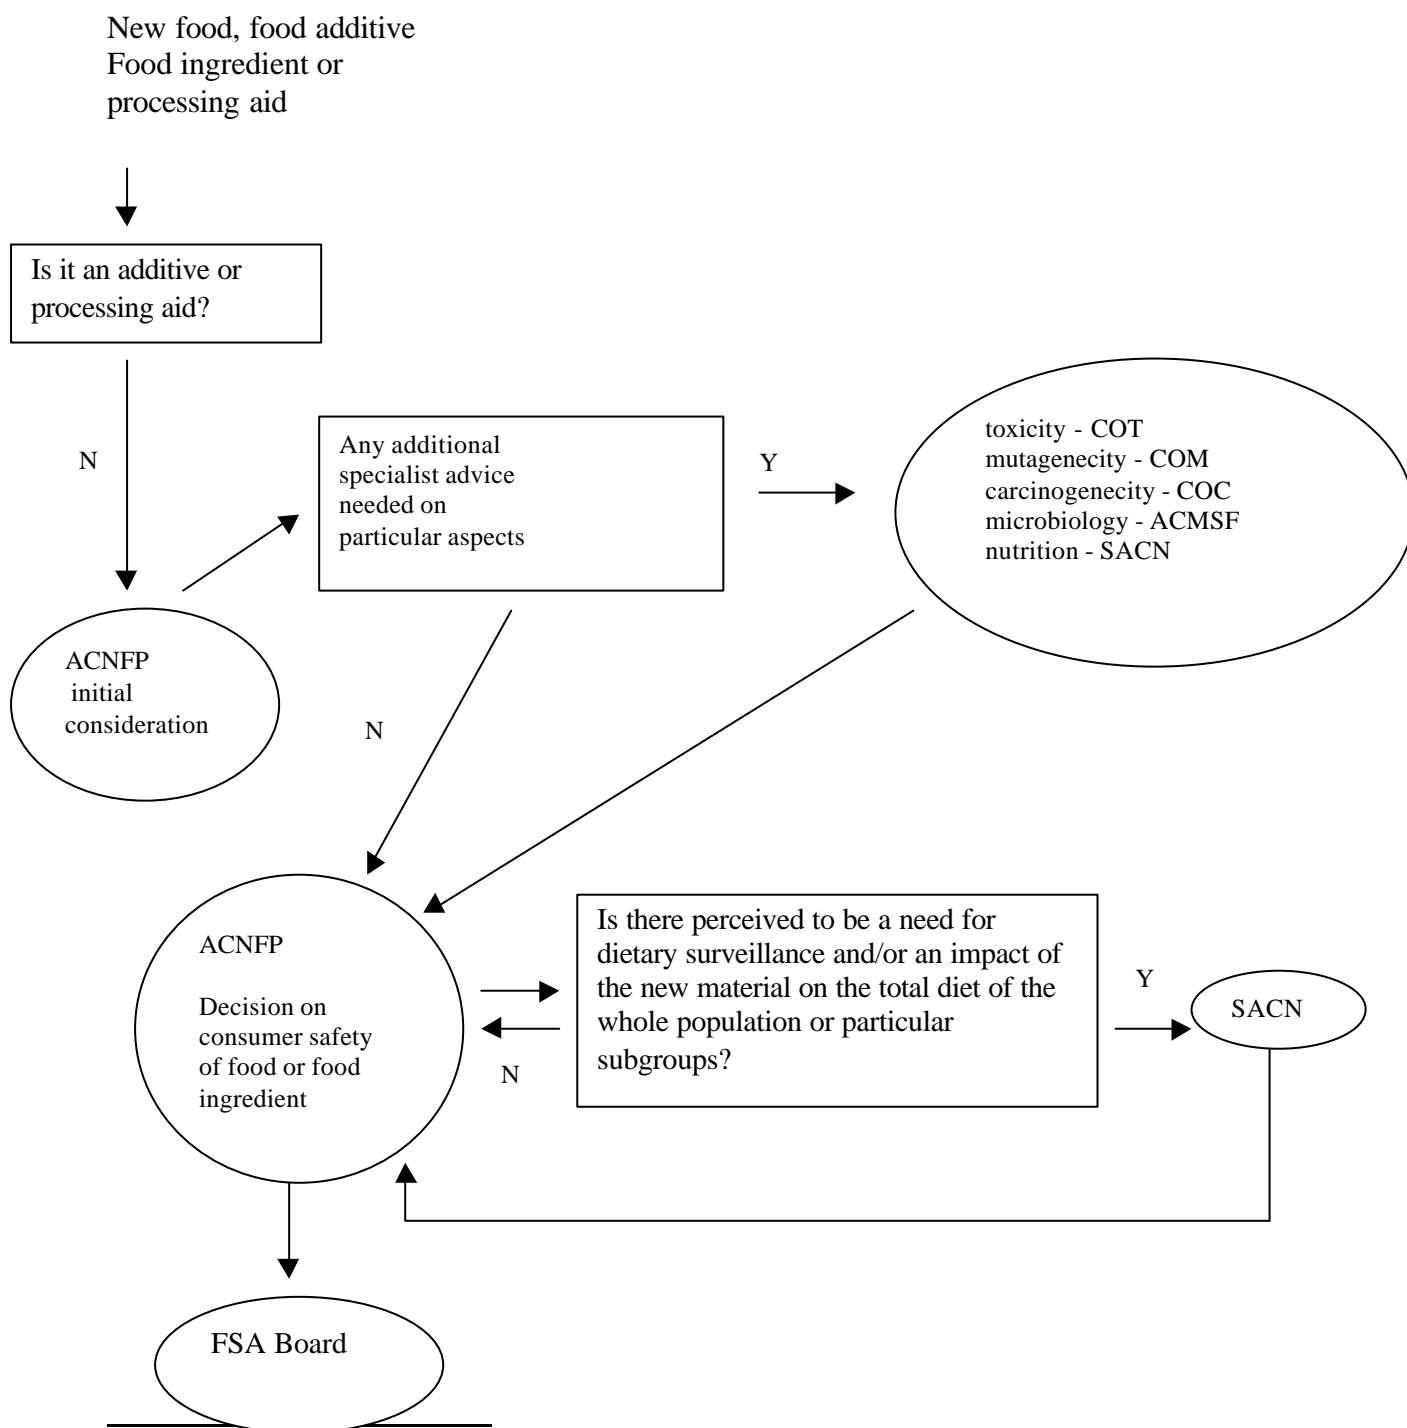 New food, food additive
Food ingredient or
processing aid
Is it an additive or
processing aid?
N
Any additional
specialist advice
needed on
particular aspects
Y
toxicity - COT
mutagenecity - COM
carcinogenecity - COC
microbiology - ACMSF
nutrition - SACN
ACNFP
initial
consideration
N
ACNFP
Decision on
consumer safety
of food or food
ingredient
Is there perceived to be a need for
dietary surveillance and/or an impact of
the new material on the total diet of the
whole population or particular
subgroups?
Y
SACN
N
FSA Board